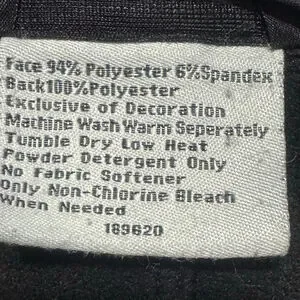 Face 94% Polyester 6%Spandex
Back100%Polyester
Exclusive of Decoration
Machine Wash Warm Seperately
Tumble Dry Low Heat
Powder Detergent Only
No Fabric Softener
Only Non-Chlorine Bleach
When Needed
189620